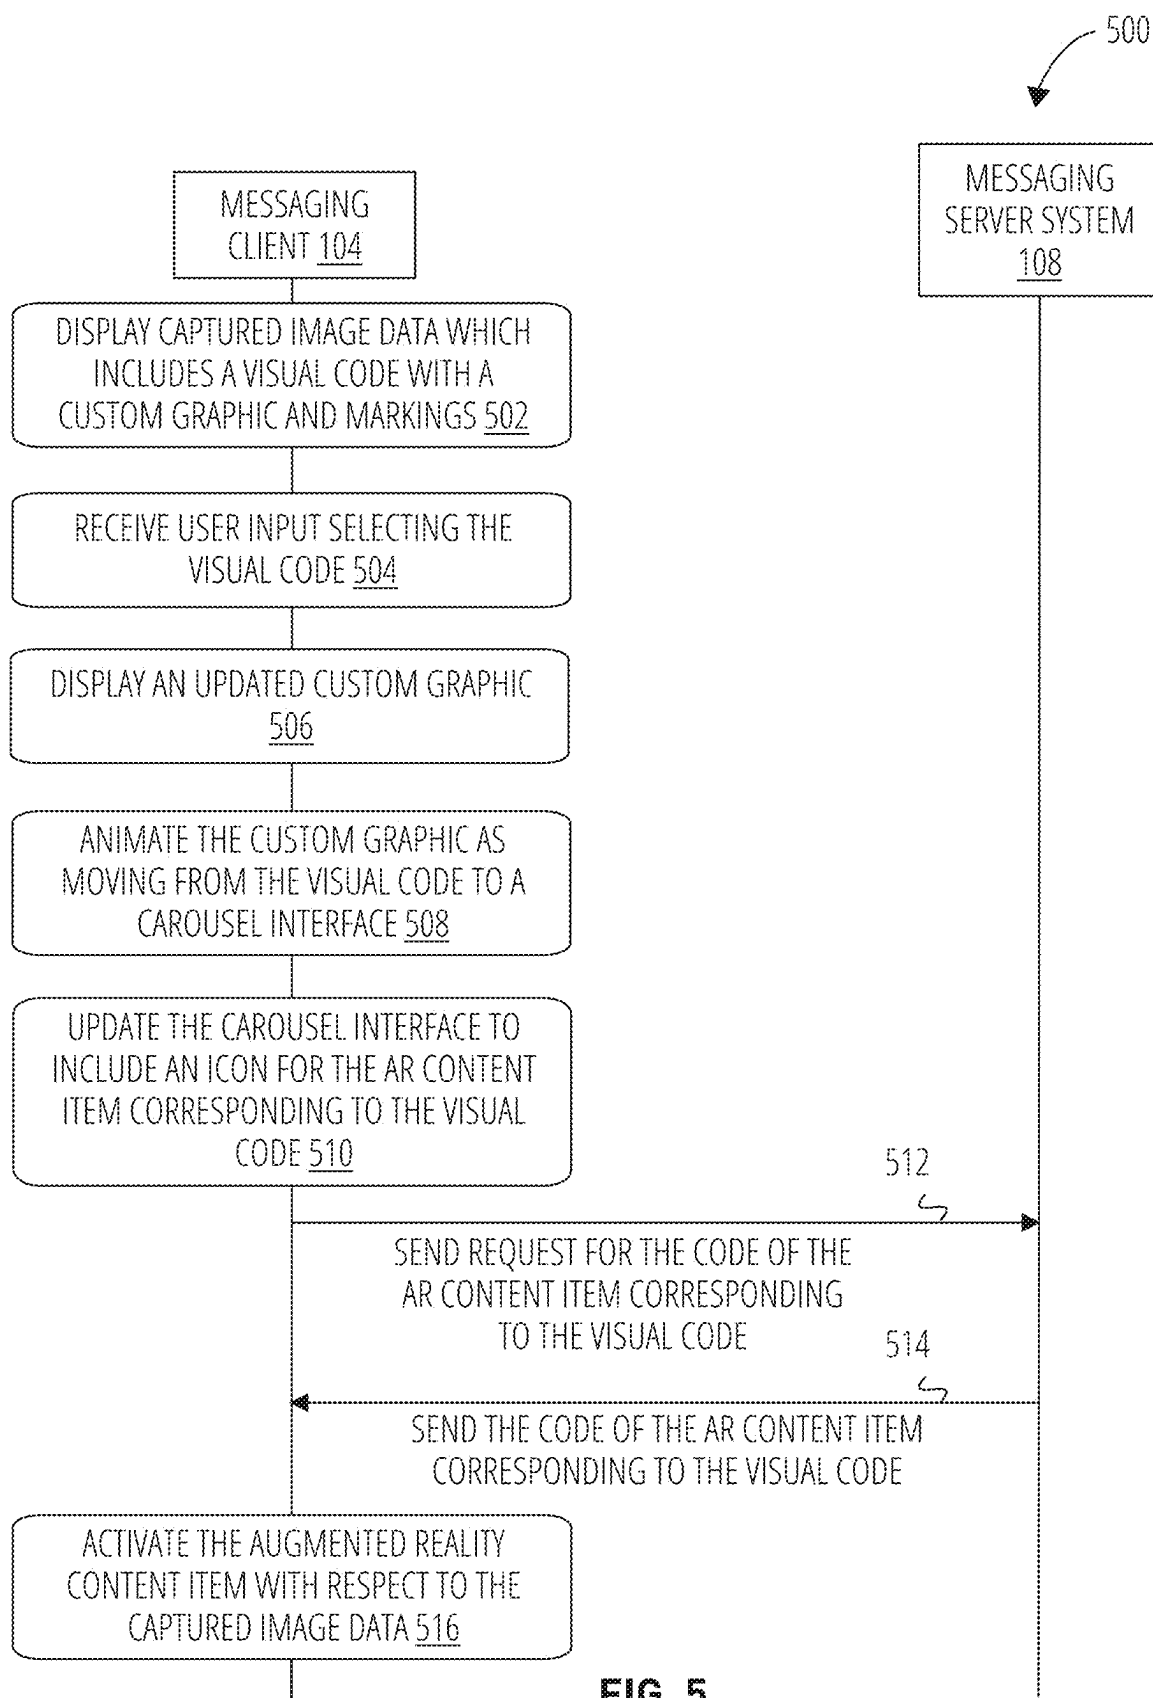 500
MESSAGING
SERVER SYSTEM
108
MESSAGING
CLIENT 104
DISPLAY CAPTURED IMAGE DATA WHICH
INCLUDES A VISUAL CODE WITH A
CUSTOM GRAPHIC AND MARKINGS 502
RECEIVE USER INPUT SELECTING THE
VISUAL CODE 504
DISPLAY AN UPDATED CUSTOM GRAPHIC
506
ANIMATE THE CUSTOM GRAPHIC AS
MOVING FROM THE VISUAL CODE TO A
CAROUSEL INTERFACE 508
UPDATE THE CAROUSEL INTERFACE TO
INCLUDE AN ICON FOR THE AR CONTENT
ITEM CORRESPONDING TO THE VISUAL
CODE 510
512
SEND REQUEST FOR THE CODE OF THE
AR CONTENT ITEM CORRESPONDING
TO THE VISUAL CODE
514
SEND THE CODE OF THE AR CONTENT ITEM
CORRESPONDING TO THE VISUAL CODE
ACTIVATE THE AUGMENTED REALITY
CONTENT ITEM WITH RESPECT TO THE
CAPTURED IMAGE DATA 516
FIG. 5